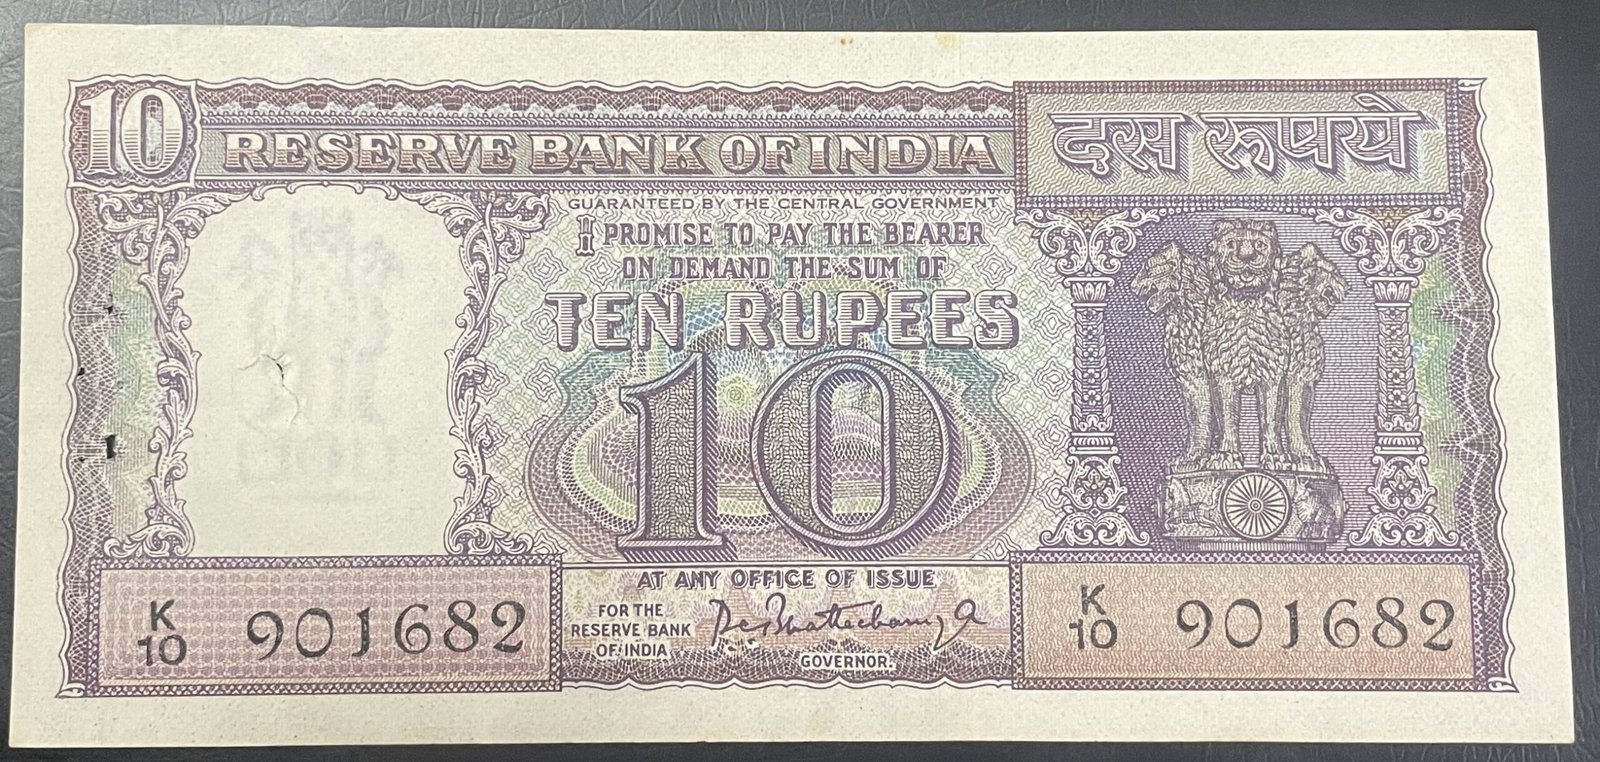 10
RESERVE BANK OF INDIA
दस रूपये
GUARANTEED BY THE CENTRAL GOVERNMENT
I PROMISE TO PAY THE BEARER
ON DEMAND THE SUM OF
TEN RUPEES
10
AT ANY OFFICE OF ISSUE
FOR THE
RESERVE BANK
OF INDIA
P C Bhattacharyya
GOVERNOR.
K
10 901682
K
10 901682